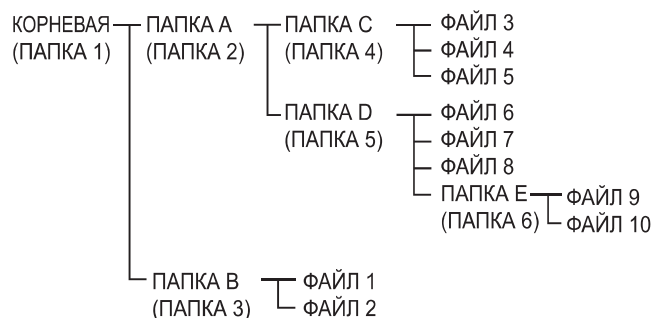 КОРНЕВАЯ
(ПАПКА 1)
ПАПКА A
(ПАПКА 2)
ПАПКА C
(ПАПКА 4)
ФАЙЛ 3
ФАЙЛ 4
ФАЙЛ 5
ПАПКА D
(ПАПКА 5)
ФАЙЛ 6
ФАЙЛ 7
ФАЙЛ 8
ПАПКА E
(ПАПКА 6)
ФАЙЛ 9
ФАЙЛ 10
ПАПКА B
(ПАПКА 3)
ФАЙЛ 1
ФАЙЛ 2